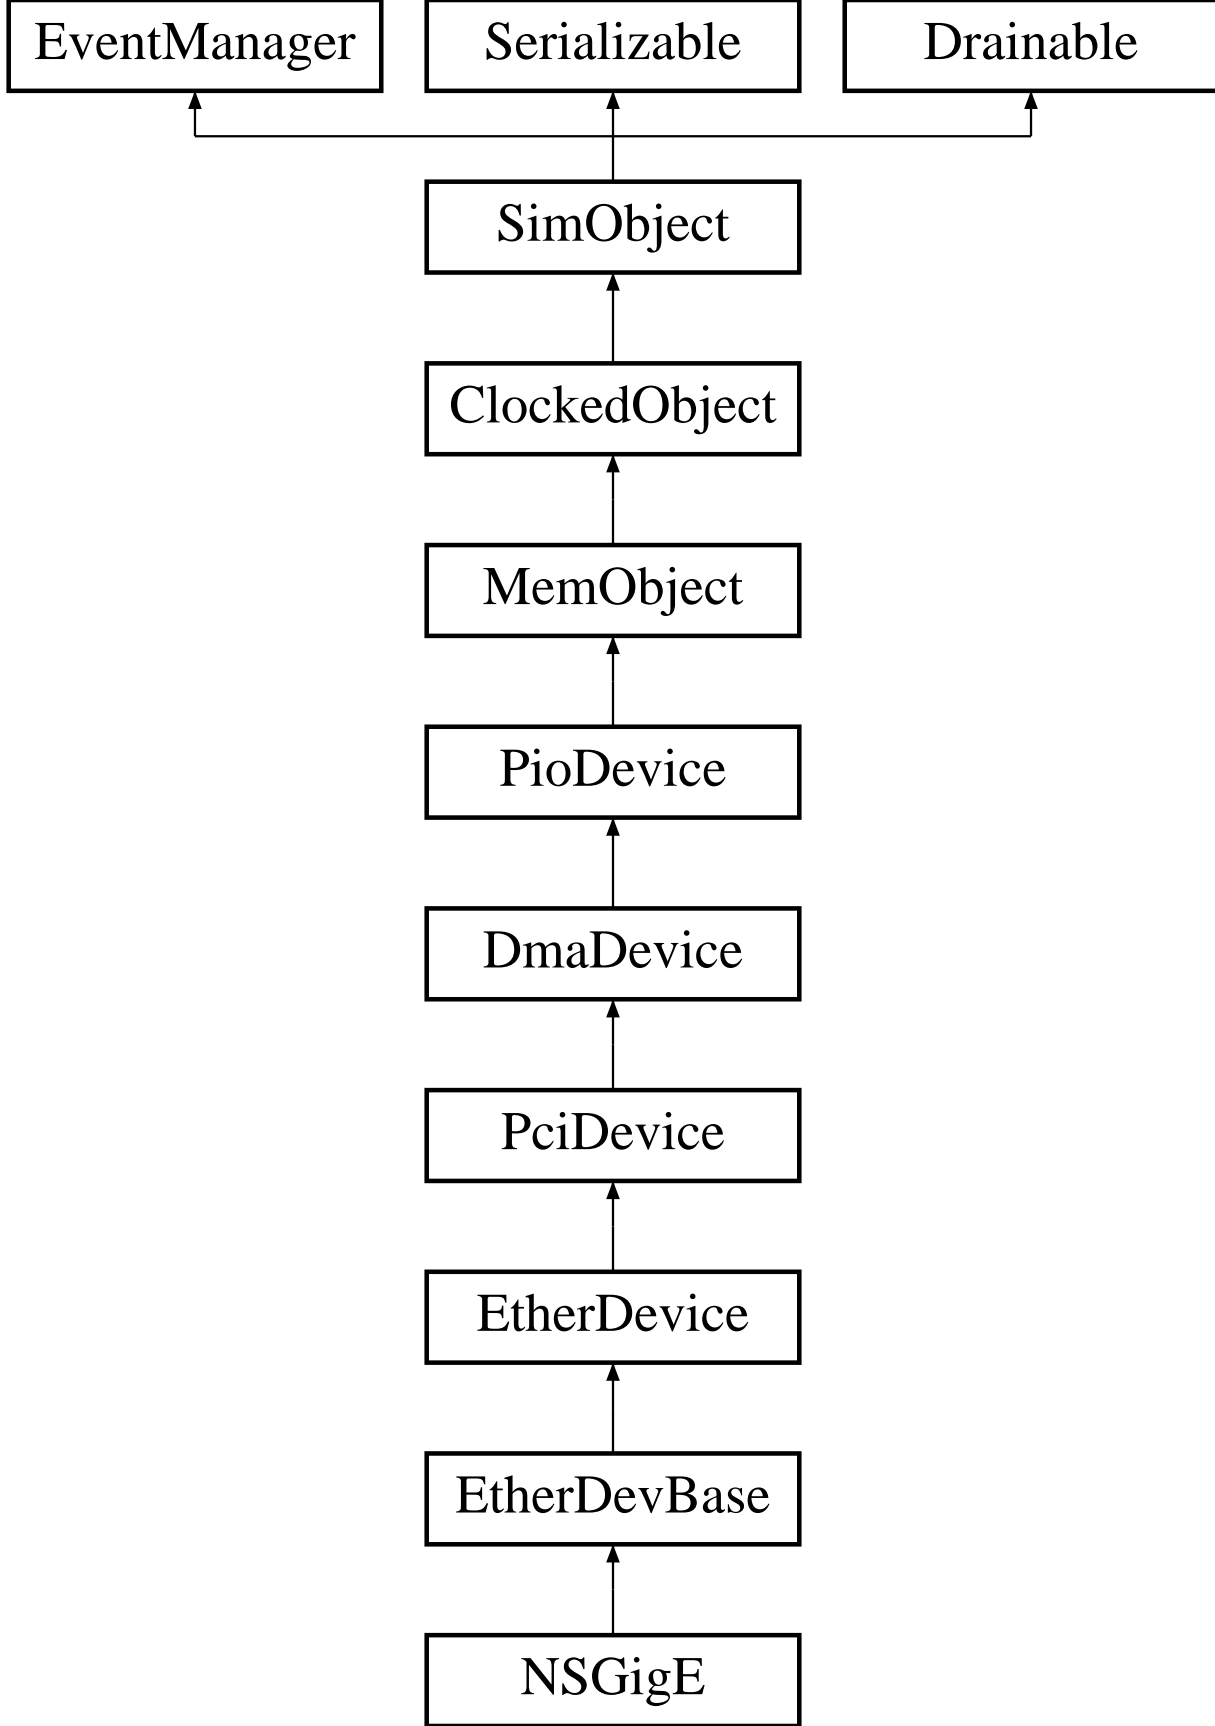 EventManager
Serializable
Drainable
SimObject
ClockedObject
MemObject
PioDevice
DmaDevice
PciDevice
EtherDevice
EtherDevBase
NSGigE